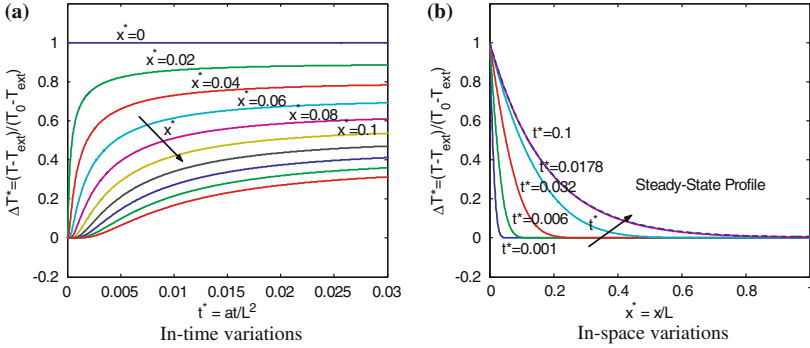 (a)
x*=0
x*=0.02
x*=0.04
x*=0.06
x*=0.08
x*=0.1
x*
1
0.8
0.6
0.4
0.2
0
-0.2
ΔT*=(T-T_ext)/(T_0-T_ext)
0 0.005 0.01 0.015 0.02 0.025 0.03
t* = at/L²
In-time variations
(b)
t*=0.1
t*=0.0178
t*=0.032
Steady-State Profile
t*=0.006
t*
t*=0.001
1
0.8
0.6
0.4
0.2
0
-0.2
ΔT*=(T-T_ext)/(T_0-T_ext)
0 0.2 0.4 0.6 0.8 1
x* = x/L
In-space variations